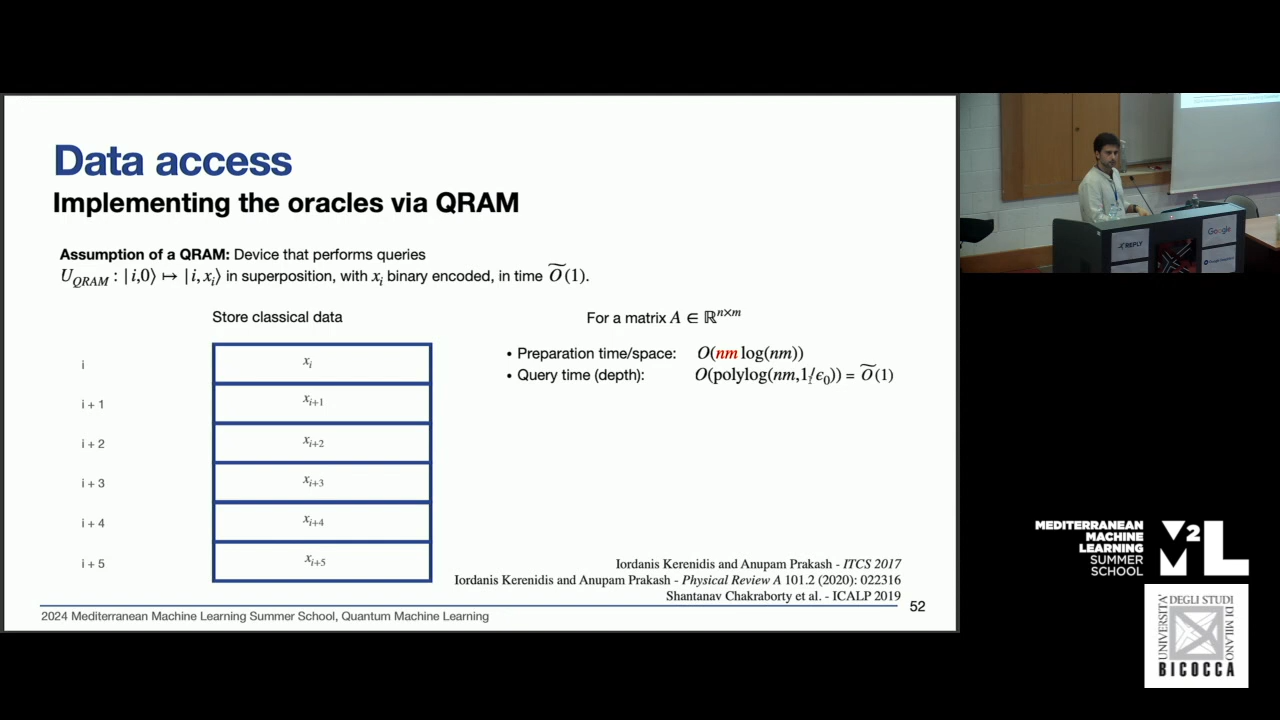 Data access
Implementing the oracles via QRAM
Assumption of a QRAM: Device that performs queries
U_QRAM : |i,0⟩ ↦ |i, x_i⟩ in superposition, with x_i binary encoded, in time Õ(1).
Store classical data
i x_i
i + 1 x_{i+1}
i + 2 x_{i+2}
i + 3 x_{i+3}
i + 4 x_{i+4}
i + 5 x_{i+5}
For a matrix A ∈ ℝ^{n×m}
• Preparation time/space: O(nm log(nm))
• Query time (depth): O(polylog(nm,1/ϵ_0)) = Õ(1)
Iordanis Kerenidis and Anupam Prakash - ITCS 2017
Iordanis Kerenidis and Anupam Prakash - Physical Review A 101.2 (2020): 022316
Shantanav Chakraborty et al. - ICALP 2019
2024 Mediterranean Machine Learning Summer School, Quantum Machine Learning
52
REPLY
Google
MEDITERRANEAN
MACHINE
LEARNING
SUMMER
SCHOOL
M2L
UNIVERSITÀ
DEGLI STUDI
DI MILANO
BICOCCA